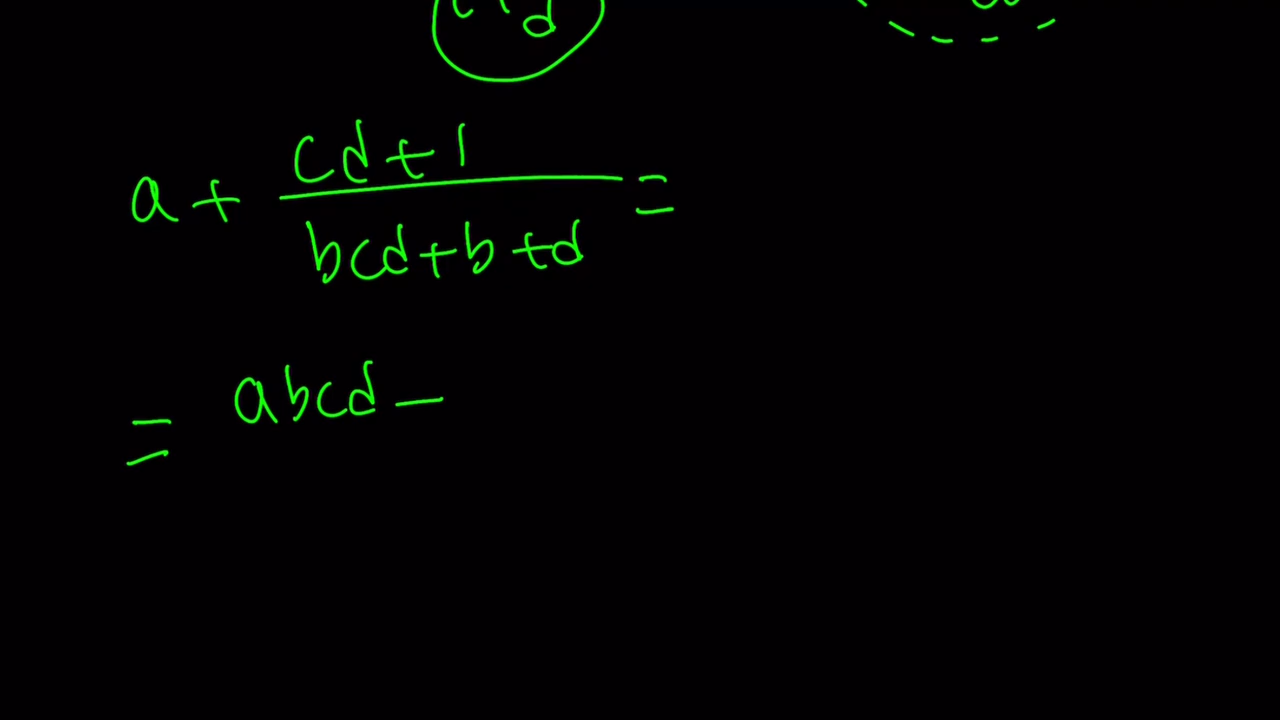 d
a + cd+1 / bcd+b+d =
= abcd –